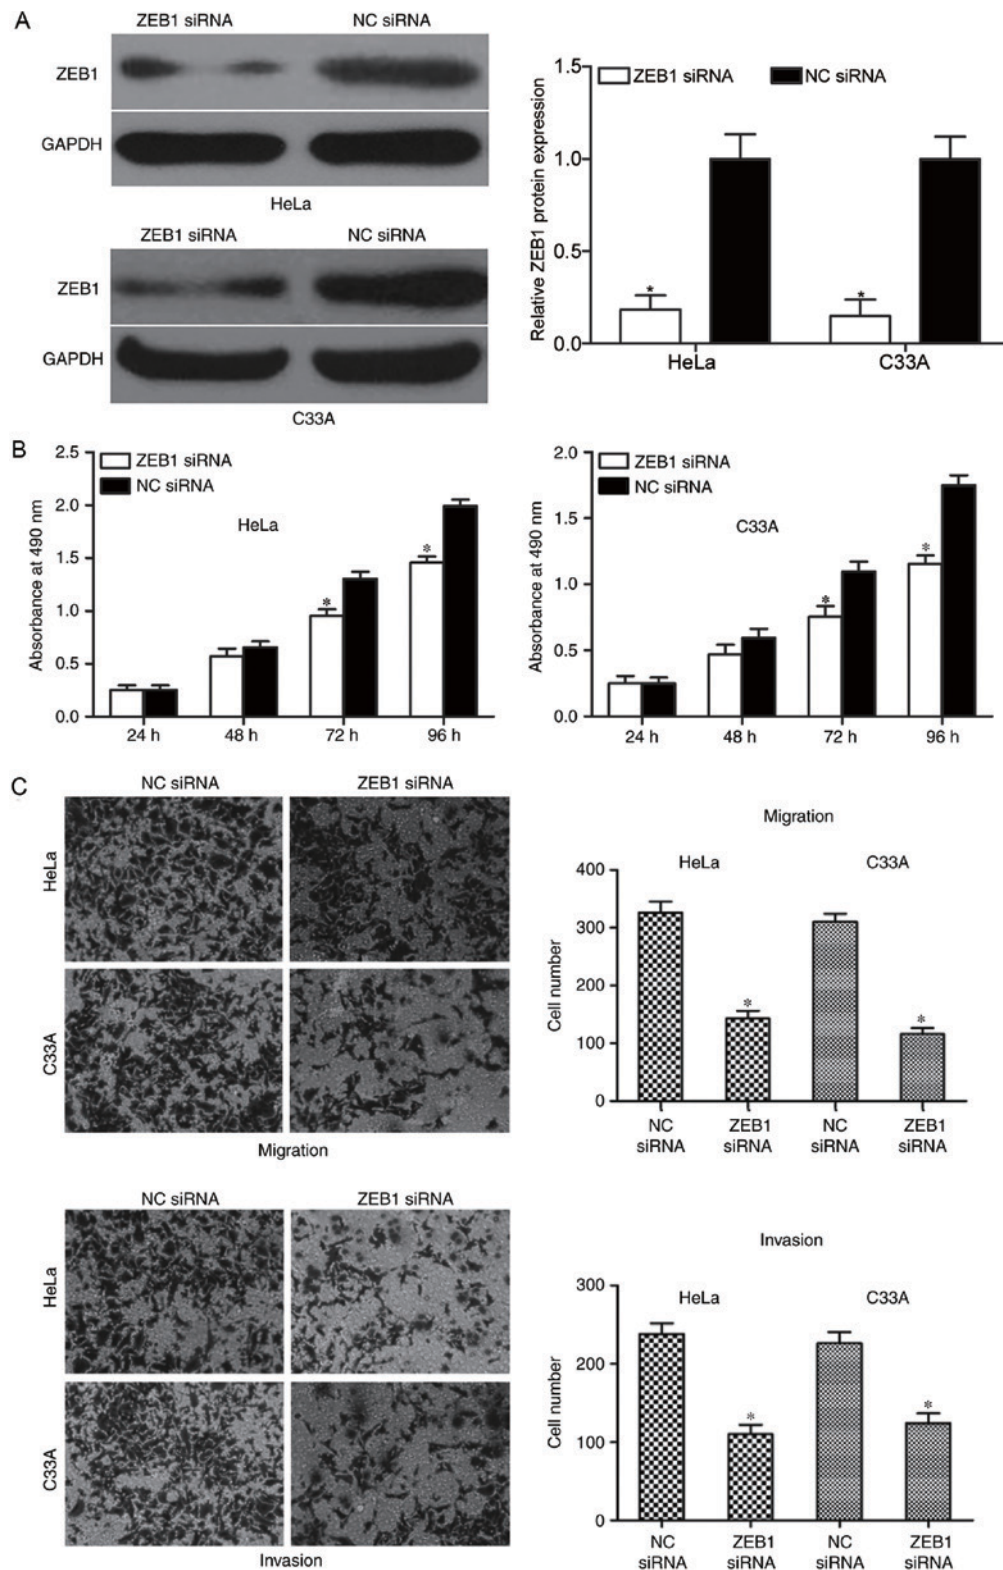 A
ZEB1 siRNA NC siRNA
ZEB1
GAPDH
HeLa
ZEB1 siRNA NC siRNA
ZEB1
GAPDH
C33A
ZEB1 siRNA NC siRNA
Relative ZEB1 protein expression
1.5
1.0
0.5
0.0
* *
HeLa C33A
B
ZEB1 siRNA
NC siRNA
HeLa
Absorbance at 490 nm
2.5
2.0
1.5
1.0
0.5
0.0
* *
24 h 48 h 72 h 96 h
ZEB1 siRNA
NC siRNA
C33A
Absorbance at 490 nm
2.0
1.5
1.0
0.5
0.0
* *
24 h 48 h 72 h 96 h
C
NC siRNA ZEB1 siRNA
HeLa
C33A
Migration
Migration
HeLa C33A
Cell number
400
300
200
100
0
* *
NC ZEB1 NC ZEB1
siRNA siRNA siRNA siRNA
NC siRNA ZEB1 siRNA
HeLa
C33A
Invasion
Invasion
HeLa C33A
Cell number
300
200
100
0
* *
NC ZEB1 NC ZEB1
siRNA siRNA siRNA siRNA